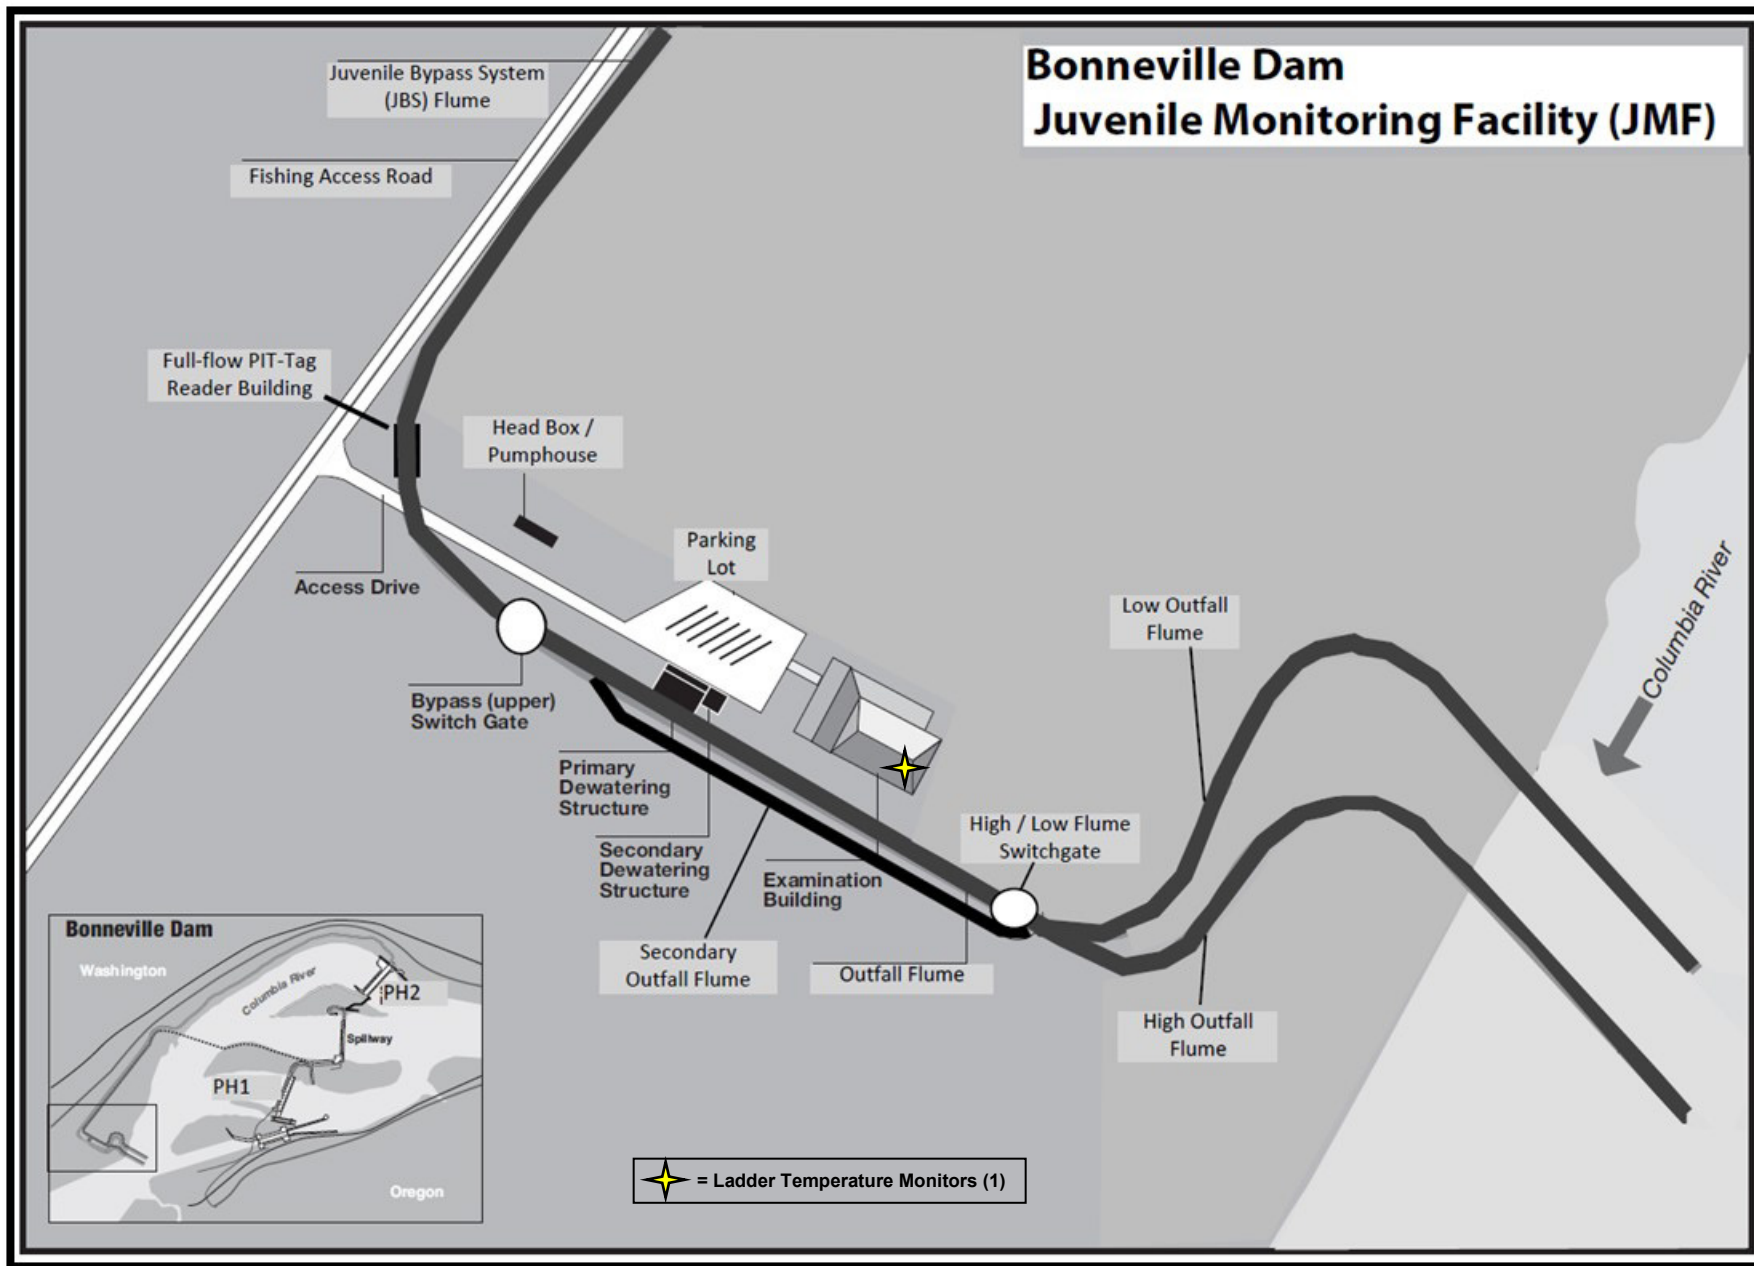 Bonneville Dam
Juvenile Monitoring Facility (JMF)
Juvenile Bypass System
(JBS) Flume
Fishing Access Road
Full-flow PIT-Tag
Reader Building
Head Box /
Pumphouse
Parking
Lot
Access Drive
Bypass (upper)
Switch Gate
Primary
Dewatering
Structure
Secondary
Dewatering
Structure
Examination
Building
Secondary
Outfall Flume
Outfall Flume
High / Low Flume
Switchgate
Low Outfall
Flume
High Outfall
Flume
Columbia River
Bonneville Dam
Washington
Columbia River
PH2
Spillway
PH1
Oregon
= Ladder Temperature Monitors (1)